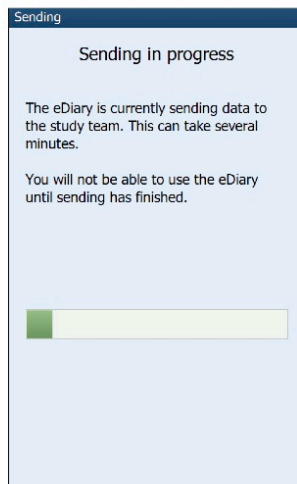 Sending
Sending in progress
The eDiary is currently sending data to
the study team. This can take several
minutes.
You will not be able to use the eDiary
until sending has finished.